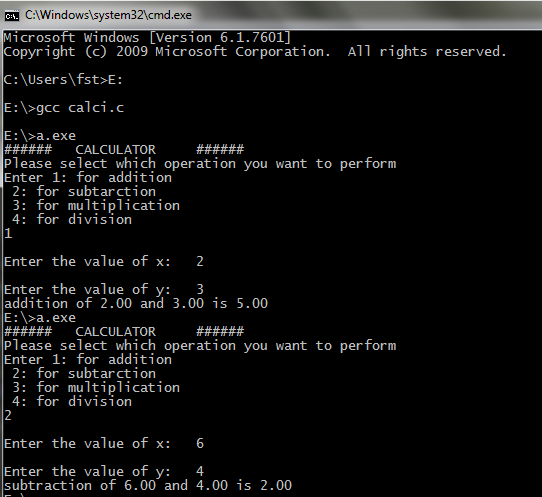 C:\Windows\system32\cmd.exe
Microsoft Windows [Version 6.1.7601]
Copyright (c) 2009 Microsoft Corporation.  All rights reserved.
C:\Users\fst>E:
E:\>gcc calci.c
E:\>a.exe
######   CALCULATOR     ######
Please select which operation you want to perform
Enter 1: for addition
 2: for subtarction
 3: for multiplication
 4: for division
1
Enter the value of x:   2
Enter the value of y:   3
addition of 2.00 and 3.00 is 5.00
E:\>a.exe
######   CALCULATOR     ######
Please select which operation you want to perform
Enter 1: for addition
 2: for subtarction
 3: for multiplication
 4: for division
2
Enter the value of x:   6
Enter the value of y:   4
subtraction of 6.00 and 4.00 is 2.00